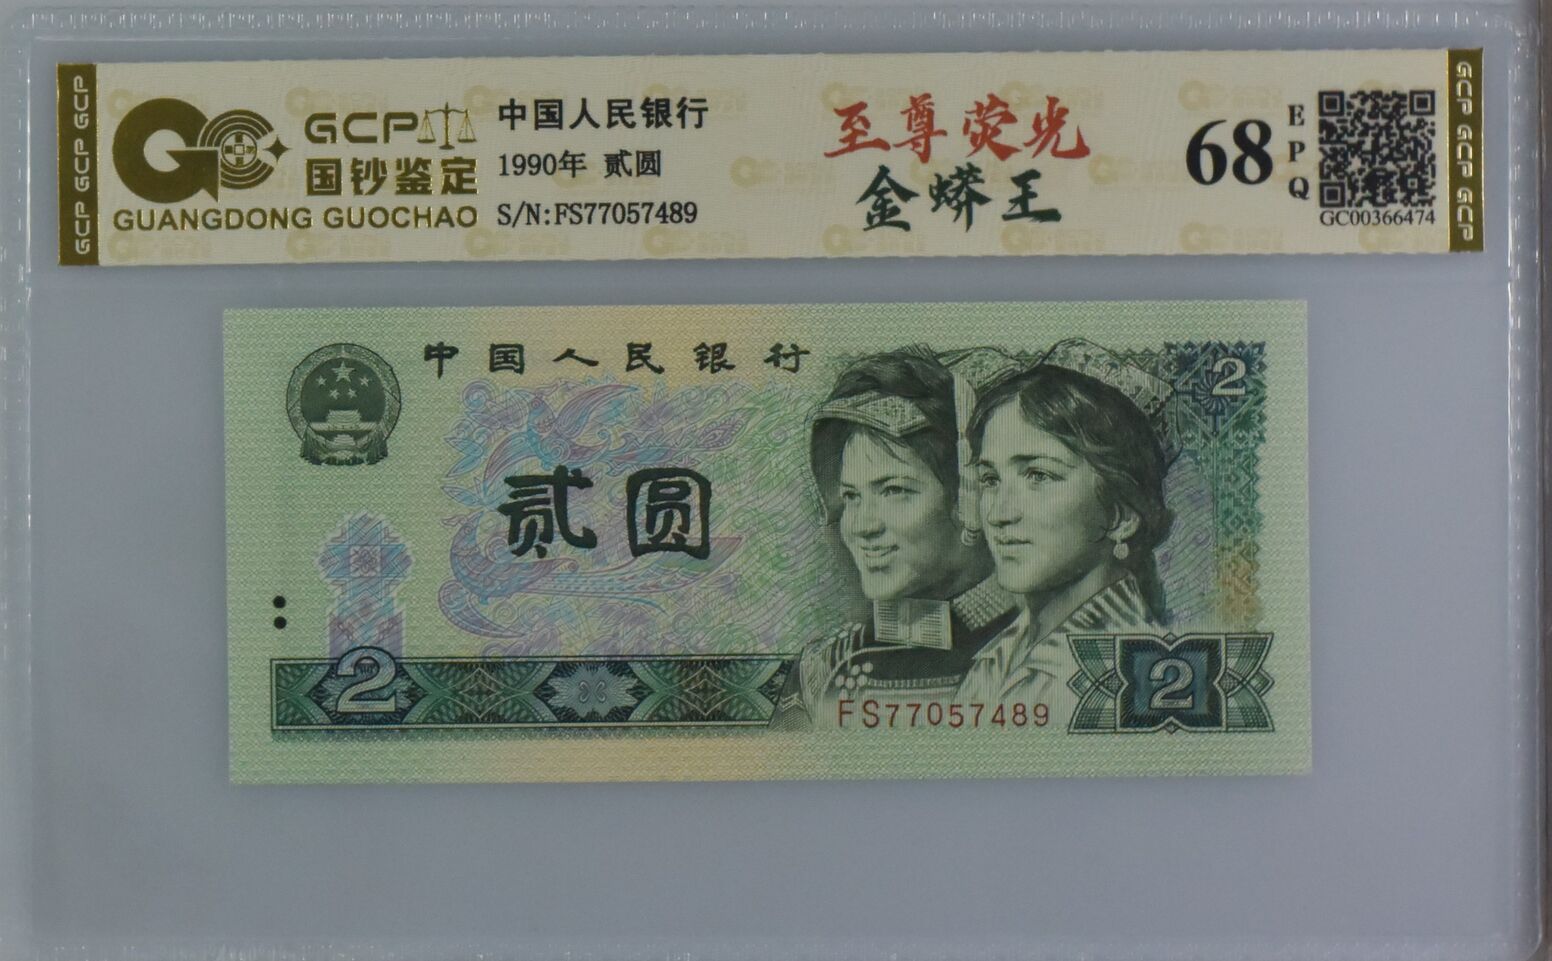 GCP GCP GCP
GCP
国钞鉴定
GUANGDONG GUOCHAO
中国人民银行
1990年 贰圆
S/N:FS77057489
至尊荧光
金蟒王
68
EPQ
GC00366474
GCP GCP GCP
中国人民银行
2
贰圆
2
FS77057489
2